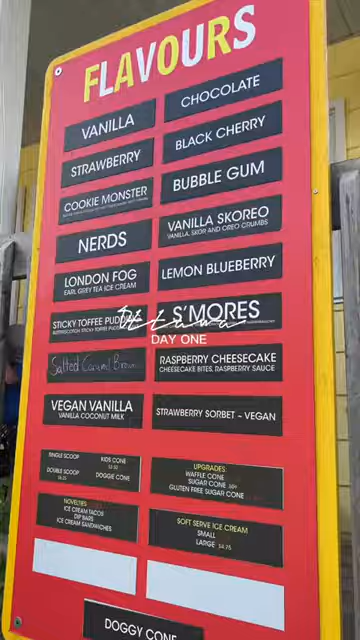 FLAVOURS
VANILLA
CHOCOLATE
STRAWBERRY
BLACK CHERRY
COOKIE MONSTER
BUBBLE GUM
NERDS
VANILLA SKOREO
VANILLA, SKOR AND OREO CRUMBS
LONDON FOG
EARL GREY TEA ICE CREAM
LEMON BLUEBERRY
STICKY TOFFEE PUDDING
S'MORES
Ottawa
DAY ONE
Salted Caramel Brownie
RASPBERRY CHEESECAKE
CHEESECAKE BITES, RASPBERRY SAUCE
VEGAN VANILLA
VANILLA COCONUT MILK
STRAWBERRY SORBET - VEGAN
SINGLE SCOOP
KIDS CONE
DOUBLE SCOOP
DOGGIE CONE
UPGRADES:
WAFFLE CONE
SUGAR CONE
GLUTEN FREE SUGAR CONE
NOVELTIES
ICE CREAM TACOS
DIP BARS
ICE CREAM SANDWICHES
SOFT SERVE ICE CREAM
SMALL
LARGE $4.75
DOGGY CONE